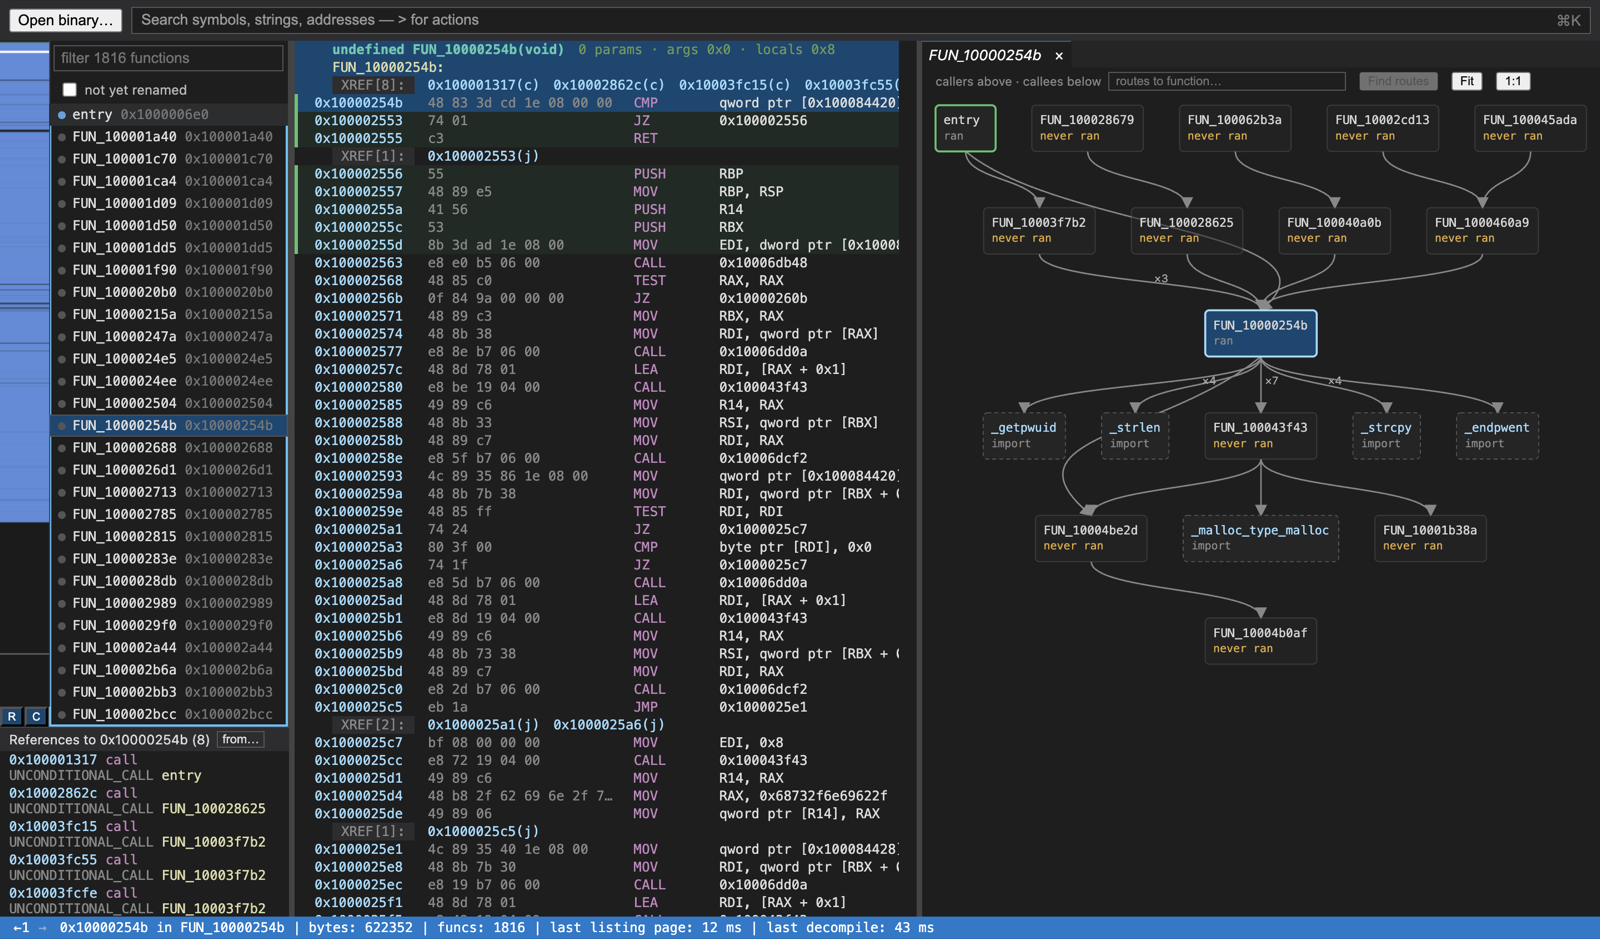 Open binary…
Search symbols, strings, addresses — > for actions
⌘K
filter 1816 functions
not yet renamed
entry 0x1000006e0
FUN_100001a40 0x100001a40
FUN_100001c70 0x100001c70
FUN_100001ca4 0x100001ca4
FUN_100001d09 0x100001d09
FUN_100001d50 0x100001d50
FUN_100001dd5 0x100001dd5
FUN_100001f90 0x100001f90
FUN_1000020b0 0x1000020b0
FUN_10000215a 0x10000215a
FUN_10000247a 0x10000247a
FUN_1000024e5 0x1000024e5
FUN_1000024ee 0x1000024ee
FUN_100002504 0x100002504
FUN_10000254b 0x10000254b
FUN_100002688 0x100002688
FUN_1000026d1 0x1000026d1
FUN_100002713 0x100002713
FUN_100002785 0x100002785
FUN_100002815 0x100002815
FUN_10000283e 0x10000283e
FUN_1000028db 0x1000028db
FUN_100002989 0x100002989
FUN_1000029f0 0x1000029f0
FUN_100002a44 0x100002a44
FUN_100002b6a 0x100002b6a
FUN_100002bb3 0x100002bb3
FUN_100002bcc 0x100002bcc
R C
References to 0x10000254b (8) from…
0x100001317 call
UNCONDITIONAL_CALL entry
0x10002862c call
UNCONDITIONAL_CALL FUN_100028625
0x10003fc15 call
UNCONDITIONAL_CALL FUN_10003f7b2
0x10003fc55 call
UNCONDITIONAL_CALL FUN_10003f7b2
0x10003fcfe call
UNCONDITIONAL_CALL FUN_10003f7b2
undefined FUN_10000254b(void) 0 params · args 0x0 · locals 0x8
FUN_10000254b:
XREF[8]: 0x100001317(c) 0x10002862c(c) 0x10003fc15(c) 0x10003fc55(
0x10000254b 48 83 3d cd 1e 08 00 00 CMP qword ptr [0x100084420]
0x100002553 74 01 JZ 0x100002556
0x100002555 c3 RET
XREF[1]: 0x100002553(j)
0x100002556 55 PUSH RBP
0x100002557 48 89 e5 MOV RBP, RSP
0x10000255a 41 56 PUSH R14
0x10000255c 53 PUSH RBX
0x10000255d 8b 3d ad 1e 08 00 MOV EDI, dword ptr [0x10008
0x100002563 e8 e0 b5 06 00 CALL 0x10006db48
0x100002568 48 85 c0 TEST RAX, RAX
0x10000256b 0f 84 9a 00 00 00 JZ 0x10000260b
0x100002571 48 89 c3 MOV RBX, RAX
0x100002574 48 8b 38 MOV RDI, qword ptr [RAX]
0x100002577 e8 8e b7 06 00 CALL 0x10006dd0a
0x10000257c 48 8d 78 01 LEA RDI, [RAX + 0x1]
0x100002580 e8 be 19 04 00 CALL 0x100043f43
0x100002585 49 89 c6 MOV R14, RAX
0x100002588 48 8b 33 MOV RSI, qword ptr [RBX]
0x10000258b 48 89 c7 MOV RDI, RAX
0x10000258e e8 5f b7 06 00 CALL 0x10006dcf2
0x100002593 4c 89 35 86 1e 08 00 MOV qword ptr [0x100084420]
0x10000259a 48 8b 7b 38 MOV RDI, qword ptr [RBX + 0
0x10000259e 48 85 ff TEST RDI, RDI
0x1000025a1 74 24 JZ 0x1000025c7
0x1000025a3 80 3f 00 CMP byte ptr [RDI], 0x0
0x1000025a6 74 1f JZ 0x1000025c7
0x1000025a8 e8 5d b7 06 00 CALL 0x10006dd0a
0x1000025ad 48 8d 78 01 LEA RDI, [RAX + 0x1]
0x1000025b1 e8 8d 19 04 00 CALL 0x100043f43
0x1000025b6 49 89 c6 MOV R14, RAX
0x1000025b9 48 8b 73 38 MOV RSI, qword ptr [RBX + 0
0x1000025bd 48 89 c7 MOV RDI, RAX
0x1000025c0 e8 2d b7 06 00 CALL 0x10006dcf2
0x1000025c5 eb 1a JMP 0x1000025e1
XREF[2]: 0x1000025a1(j) 0x1000025a6(j)
0x1000025c7 bf 08 00 00 00 MOV EDI, 0x8
0x1000025cc e8 72 19 04 00 CALL 0x100043f43
0x1000025d1 49 89 c6 MOV R14, RAX
0x1000025d4 48 b8 2f 62 69 6e 2f 7… MOV RAX, 0x68732f6e69622f
0x1000025de 49 89 06 MOV qword ptr [R14], RAX
XREF[1]: 0x1000025c5(j)
0x1000025e1 4c 89 35 40 1e 08 00 MOV qword ptr [0x100084428]
0x1000025e8 48 8b 7b 30 MOV RDI, qword ptr [RBX + 0
0x1000025ec e8 19 b7 06 00 CALL 0x10006dd0a
0x1000025f1 48 8d 78 01 LEA RDI, [RAX + 0x1]
FUN_10000254b ×
callers above · callees below routes to function… Find routes Fit 1:1
entry
ran
FUN_100028679
never ran
FUN_100062b3a
never ran
FUN_10002cd13
never ran
FUN_100045ada
never ran
FUN_10003f7b2
never ran
FUN_100028625
never ran
FUN_100040a0b
never ran
FUN_1000460a9
never ran
×3
FUN_10000254b
ran
×4 ×7 ×4
_getpwuid
import
_strlen
import
FUN_100043f43
never ran
_strcpy
import
_endpwent
import
FUN_10004be2d
never ran
_malloc_type_malloc
import
FUN_10001b38a
never ran
FUN_10004b0af
never ran
←1 → 0x10000254b in FUN_10000254b | bytes: 622352 | funcs: 1816 | last listing page: 12 ms | last decompile: 43 ms